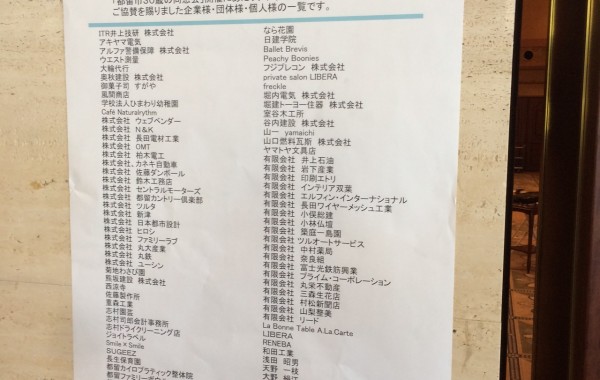 ご協賛を賜りました企業様・団体様・個人様の一覧です。
ITR井上技研 株式会社
アキヤマ電気
アルファ警備保障 株式会社
ウエスト測量
大輪代行
奥秋建設 株式会社
御菓子司 すがや
風間商店
学校法人ひまわり幼稚園
Café Naturalrythm
株式会社 ウェブベンダー
株式会社 N&K
株式会社 長田電材工業
株式会社 OMT
株式会社 柏木電工
株式会社 カネキ自動車
株式会社 佐藤ダンボール
株式会社 鈴木工務店
株式会社 セントラルモータース
株式会社 都留カントリー倶楽部
株式会社 ツルタ
株式会社 新津
株式会社 日本都市設計
株式会社 ヒロシ
株式会社 ファミリーラブ
株式会社 丸大産業
株式会社 丸鉄
株式会社 ユーシン
菊地わさび園
熊坂建設 株式会社
西涼寺
佐藤製作所
重森工業
志村園芸
志村司郎会計事務所
志村ドライクリーニング店
ジョイトラベル
Smile×Smile
SUGEEZ
長生保育園
都留カイロプラティック整体院
なら花園
日建学院
Ballet Brevis
Peachy Boonies
フジプレコン 株式会社
private salon LIBERA
freckle
堀内電気 株式会社
堀建トーヨー住器 株式会社
室谷木工所
谷内建設 株式会社
山一 yamaichi
山口燃料瓦斯 株式会社
ヤマトヤ文具店
有限会社 井上石油
有限会社 岩下産業
有限会社 印刷エトリ
有限会社 インテリア双葉
有限会社 エルフィン・インターナショナル
有限会社 長田ワイヤーメッシュ工業
有限会社 小俣総建
有限会社 小林仏壇
有限会社 菜庭一島園
有限会社 ツルオートサービス
有限会社 中村薬局
有限会社 奈良組
有限会社 富士光鉄筋興業
有限会社 プライム・コーポレーション
有限会社 丸栄不動産
有限会社 三森生花店
有限会社 村松新聞店
有限会社 山梨整美
有限会社 リード
La Bonne Table A.La.Carte
LIBERA
RENEBA
和田工業
浅田 昭男
天野 一枝